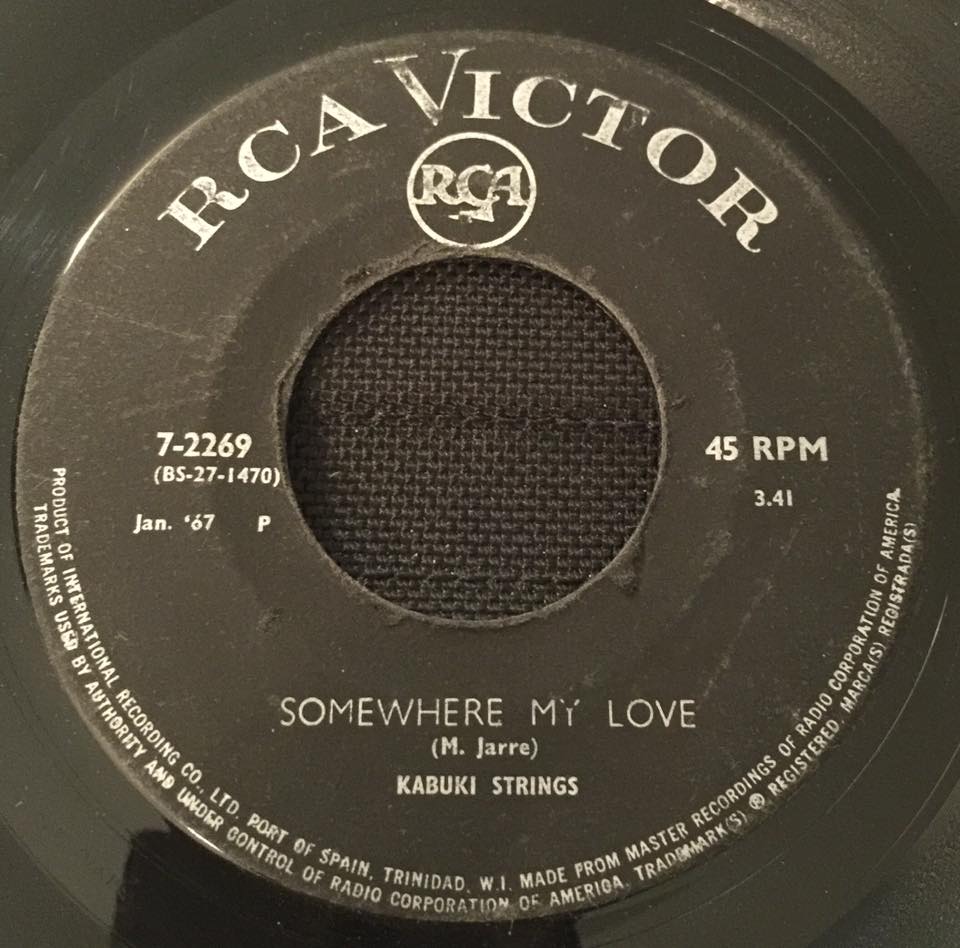 RCA VICTOR
RCA
7-2269
(BS-27-1470)
Jan. '67 P
45 RPM
3.41
SOMEWHERE MY LOVE
(M. Jarre)
KABUKI STRINGS
PRODUCT OF INTERNATIONAL RECORDING CO., LTD. PORT OF SPAIN, TRINIDAD, W.I. MADE FROM MASTER RECORDINGS OF RADIO CORPORATION OF AMERICA.
TRADEMARKS USED BY AUTHORITY AND UNDER CONTROL OF RADIO CORPORATION OF AMERICA. TRADEMARK(S) ® REGISTERED. MARCA(S) REGISTRADA(S)